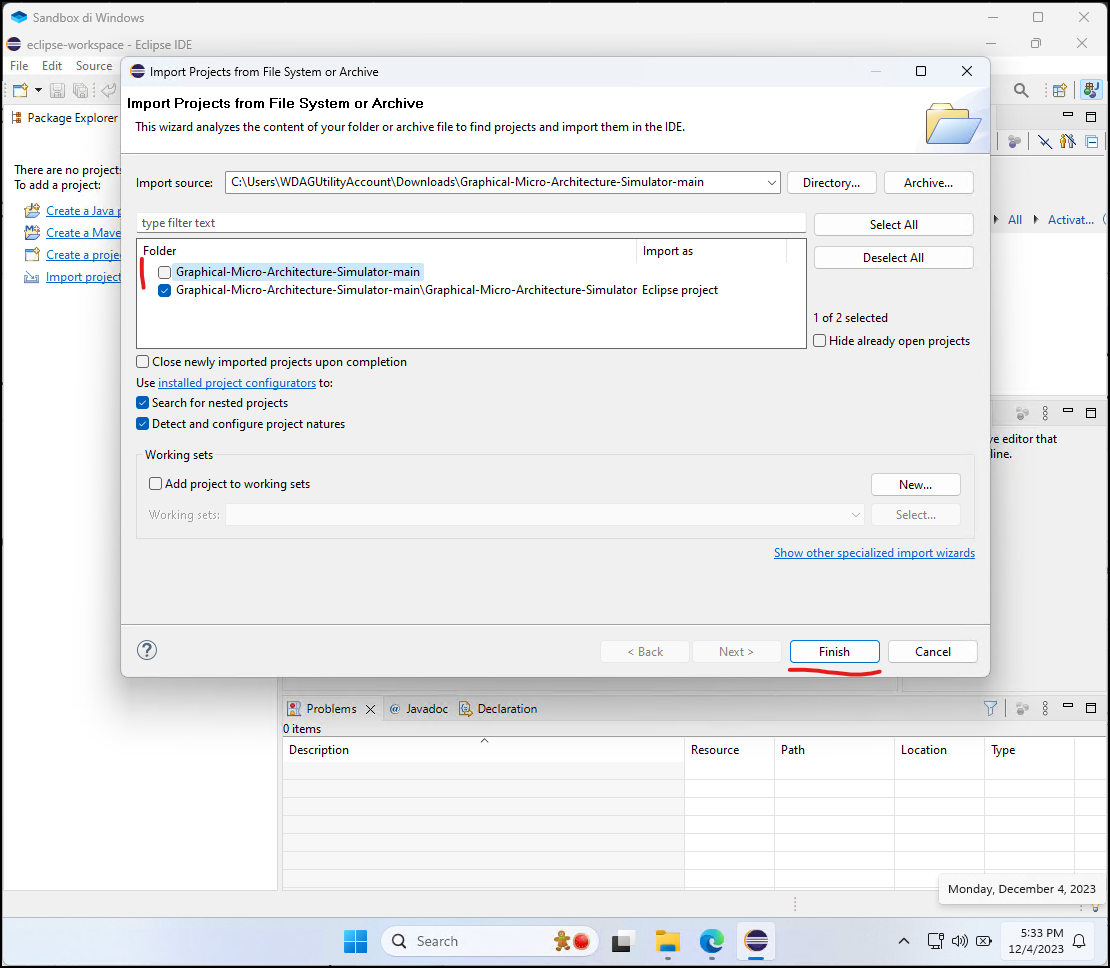 Sandbox di Windows
eclipse-workspace - Eclipse IDE
File Edit Source
Import Projects from File System or Archive
Import Projects from File System or Archive
This wizard analyzes the content of your folder or archive file to find projects and import them in the IDE.
Package Explorer
There are no projects
To add a project:
Create a Java p
Create a Mave
Create a proje
Import project
Import source: C:\Users\WDAGUtilityAccount\Downloads\Graphical-Micro-Architecture-Simulator-main Directory... Archive...
type filter text
Select All
Deselect All
Folder Import as
Graphical-Micro-Architecture-Simulator-main
Graphical-Micro-Architecture-Simulator-main\Graphical-Micro-Architecture-Simulator Eclipse project
1 of 2 selected
Hide already open projects
All Activat...
Close newly imported projects upon completion
Use installed project configurators to:
Search for nested projects
Detect and configure project natures
Working sets
Add project to working sets New...
Working sets: Select...
Show other specialized import wizards
ve editor that
line.
? < Back Next > Finish Cancel
Problems @ Javadoc Declaration
0 items
Description Resource Path Location Type
Monday, December 4, 2023
Search
5:33 PM
12/4/2023